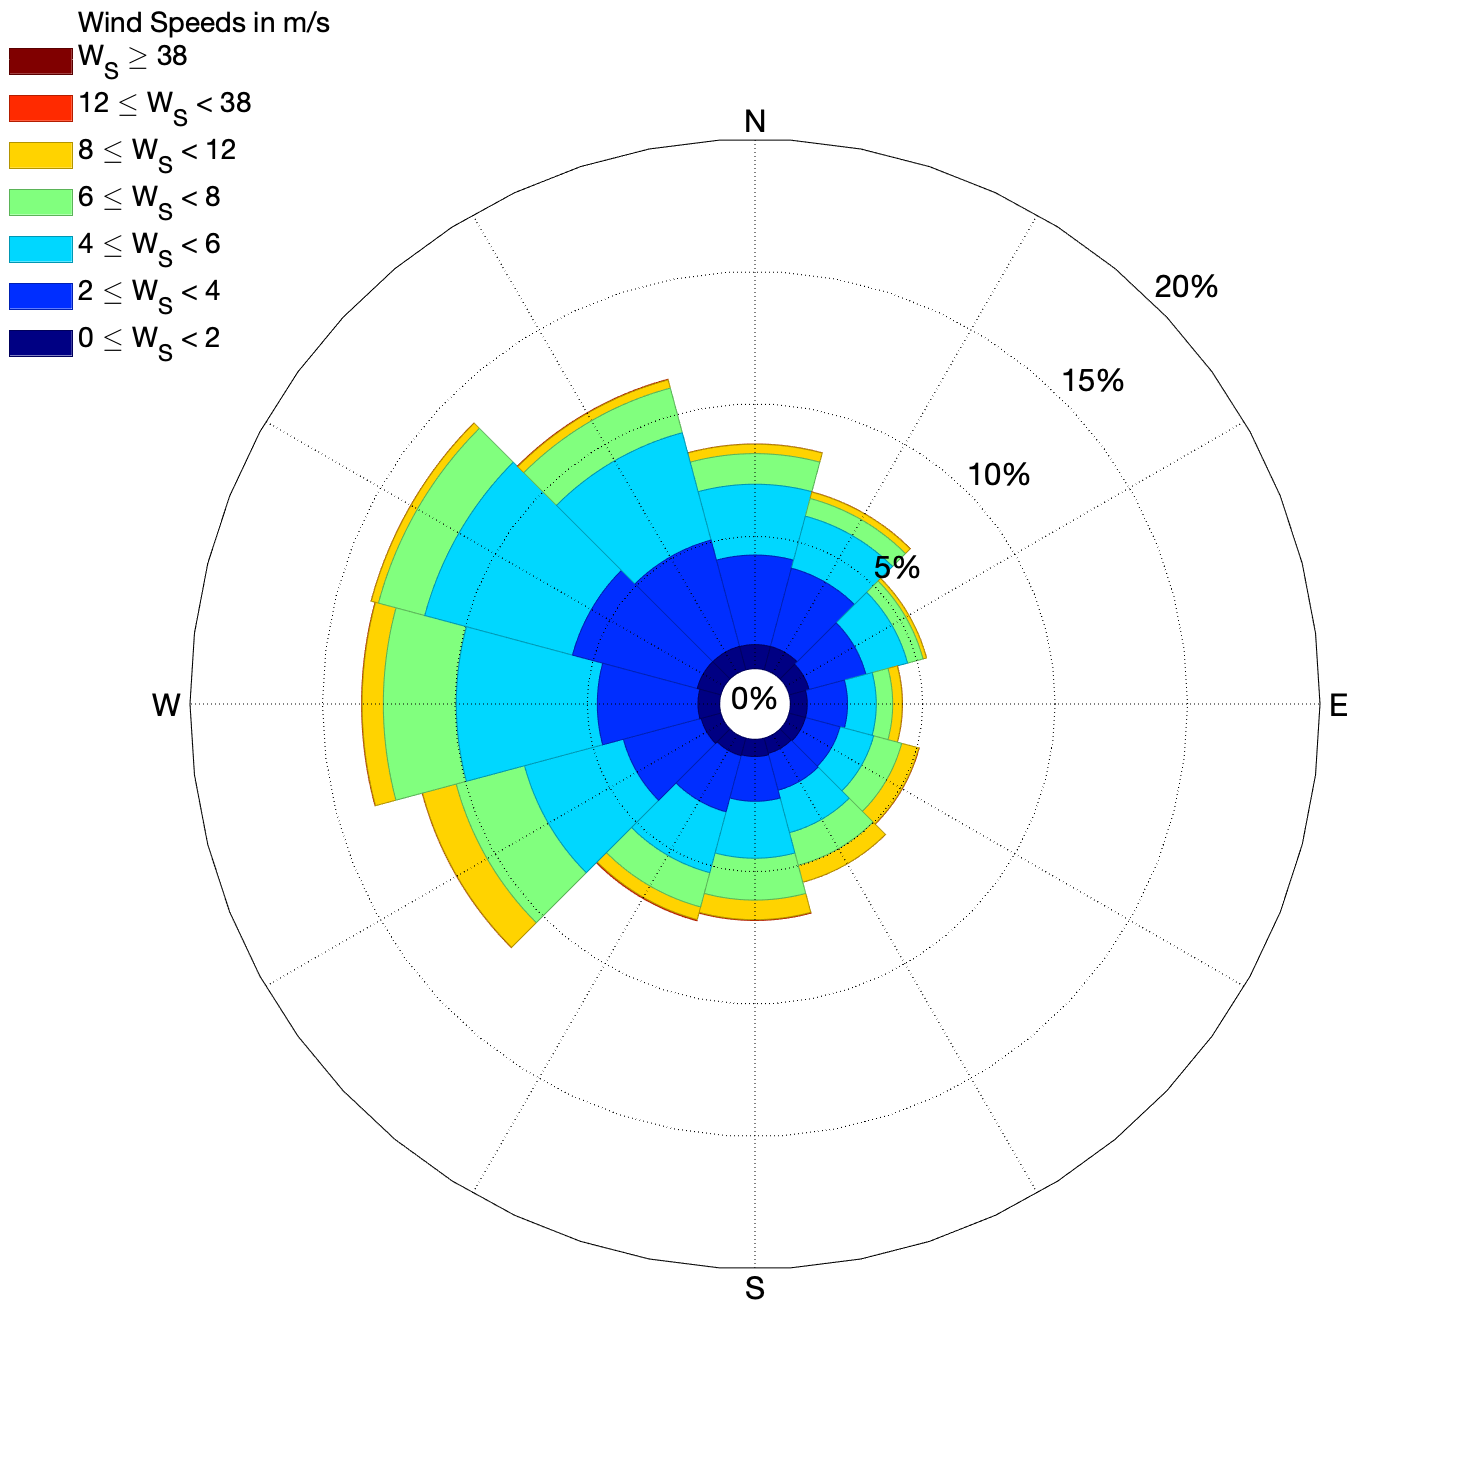 Wind Speeds in m/s
W_S ≥ 38
12 ≤ W_S < 38
8 ≤ W_S < 12
6 ≤ W_S < 8
4 ≤ W_S < 6
2 ≤ W_S < 4
0 ≤ W_S < 2
N
20%
15%
10%
5%
0%
W
E
S